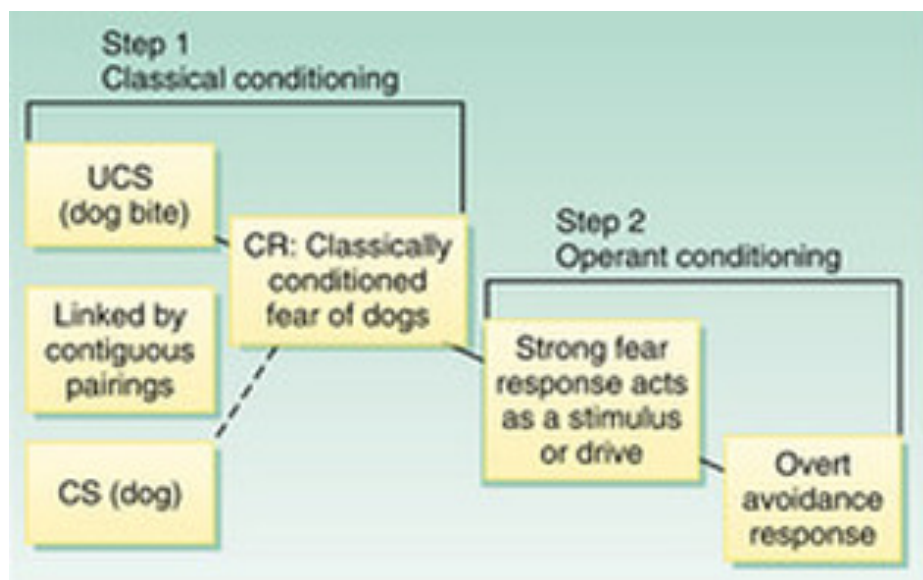 Step 1
Classical conditioning
UCS
(dog bite)
CR: Classically
conditioned
fear of dogs
Linked by
contiguous
pairings
CS (dog)
Step 2
Operant conditioning
Strong fear
response acts
as a stimulus
or drive
Overt
avoidance
response